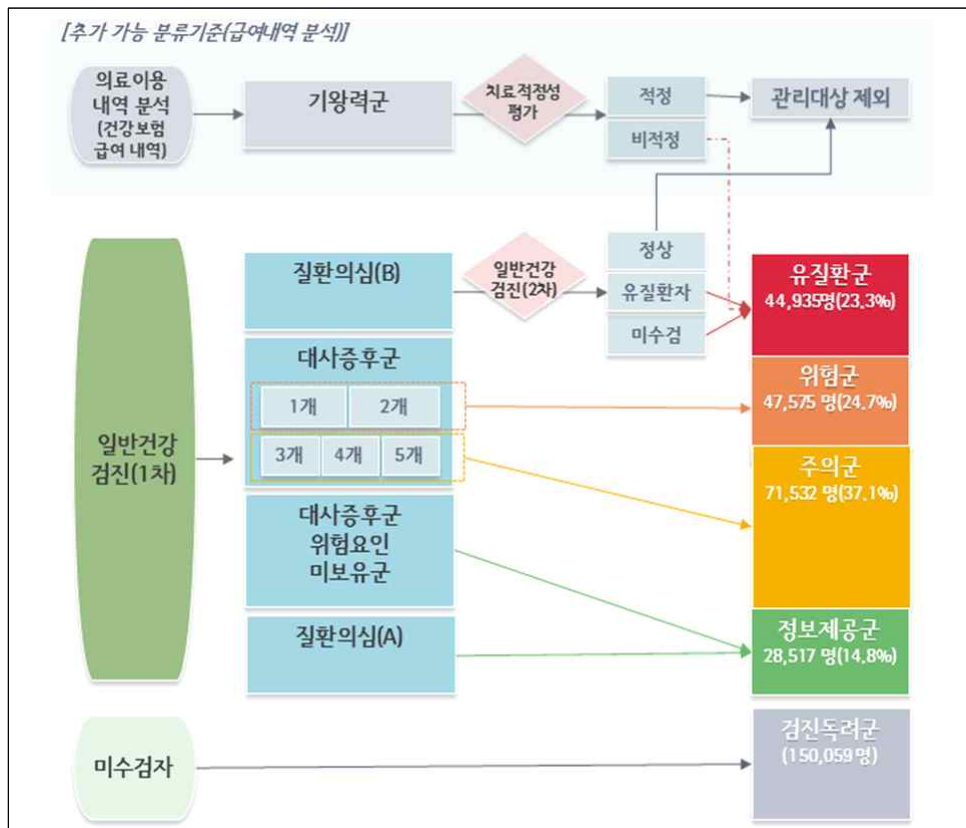 [추가 가능 분류기준(급여내역 분석)]
의료이용
내역 분석
(건강보험
급여 내역)
기왕력군
치료적정성
평가
적정
비적정
관리대상 제외
일반건강
검진(1차)
질환의심(B)
일반건강
검진(2차)
정상
유질환자
미수검
유질환군
44,935명(23.3%)
대사증후군
1개
2개
3개
4개
5개
위험군
47,575 명(24.7%)
주의군
71,532 명(37.1%)
대사증후군
위험요인
미보유군
질환의심(A)
정보제공군
28,517 명(14.8%)
미수검자
검진독려군
(150,059명)